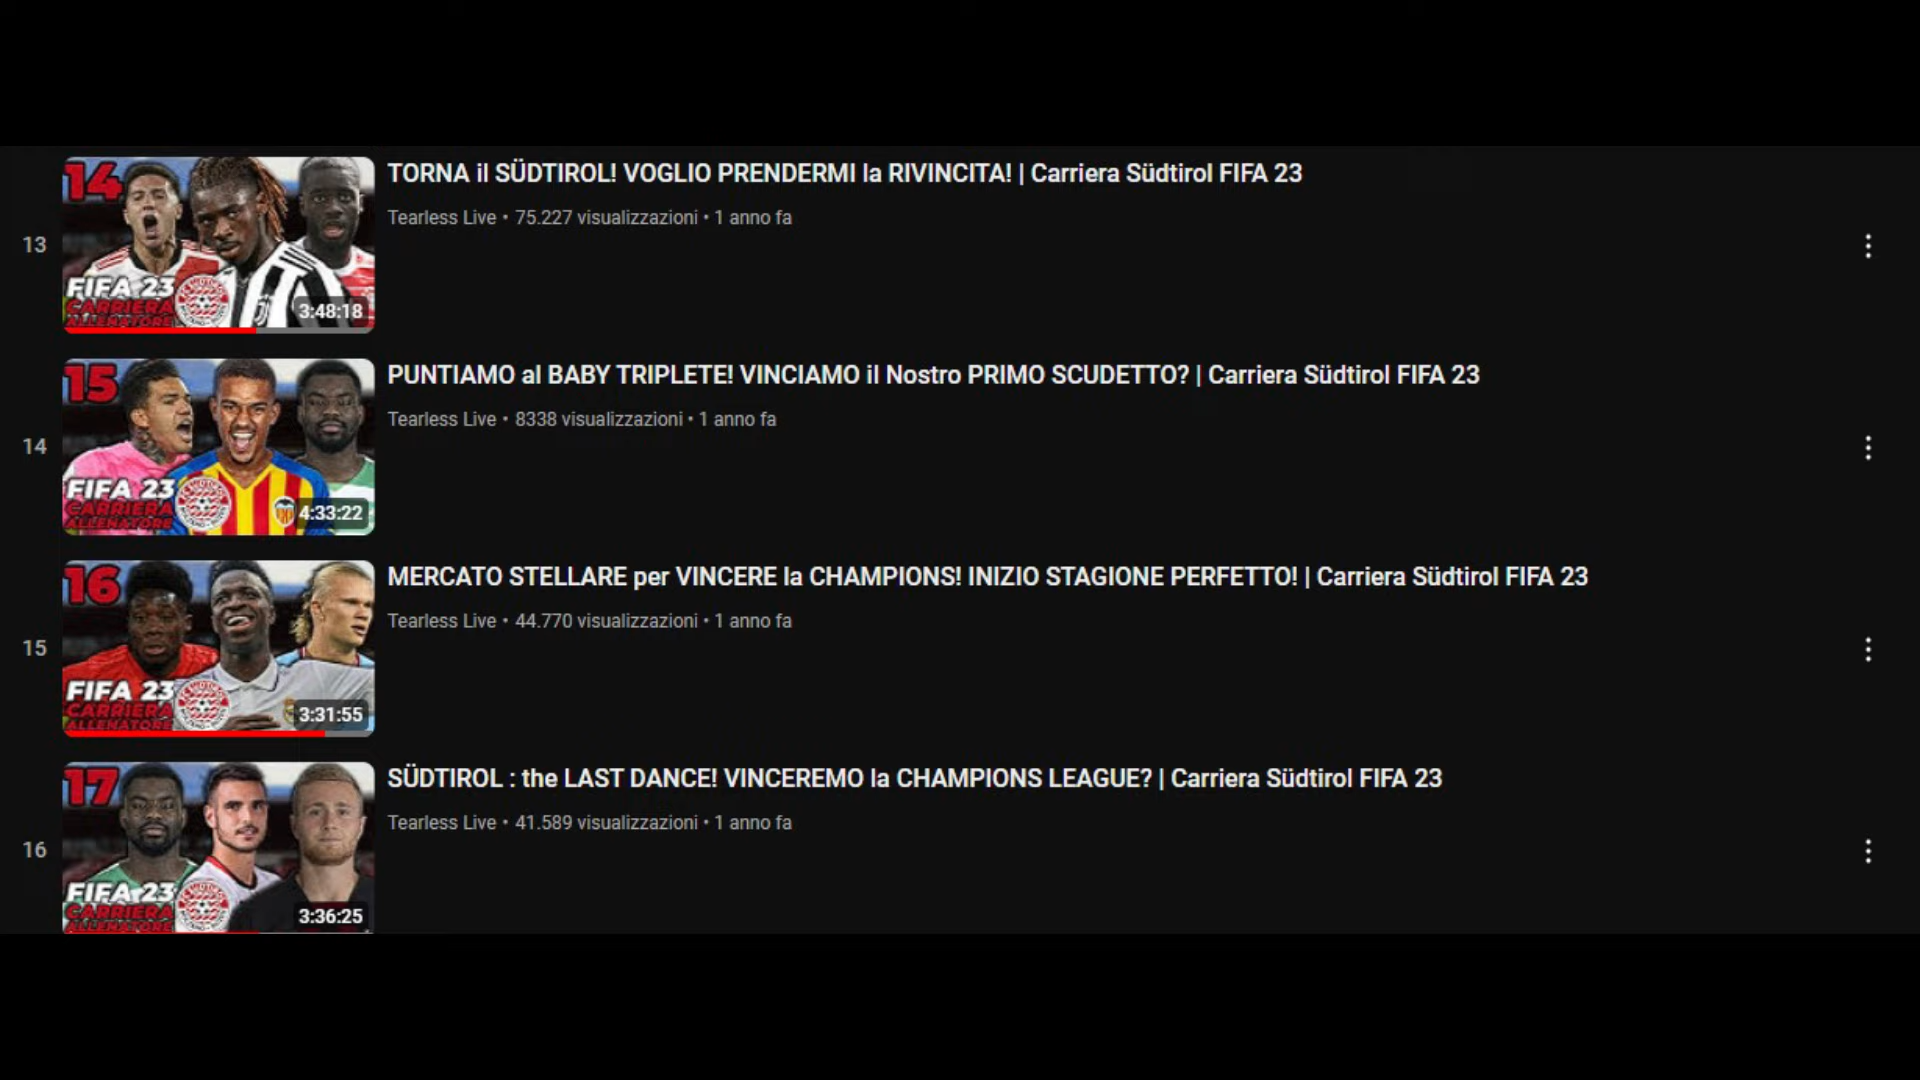 14
FIFA 23
CARRIERA
ALLENATORE
3:48:18
13
TORNA il SÜDTIROL! VOGLIO PRENDERMI la RIVINCITA! | Carriera Südtirol FIFA 23
Tearless Live • 75.227 visualizzazioni • 1 anno fa
15
FIFA 23
CARRIERA
ALLENATORE
4:33:22
14
PUNTIAMO al BABY TRIPLETE! VINCIAMO il Nostro PRIMO SCUDETTO? | Carriera Südtirol FIFA 23
Tearless Live • 8338 visualizzazioni • 1 anno fa
16
FIFA 23
CARRIERA
ALLENATORE
3:31:55
15
MERCATO STELLARE per VINCERE la CHAMPIONS! INIZIO STAGIONE PERFETTO! | Carriera Südtirol FIFA 23
Tearless Live • 44.770 visualizzazioni • 1 anno fa
17
FIFA 23
CARRIERA
ALLENATORE
3:36:25
16
SÜDTIROL : the LAST DANCE! VINCEREMO la CHAMPIONS LEAGUE? | Carriera Südtirol FIFA 23
Tearless Live • 41.589 visualizzazioni • 1 anno fa